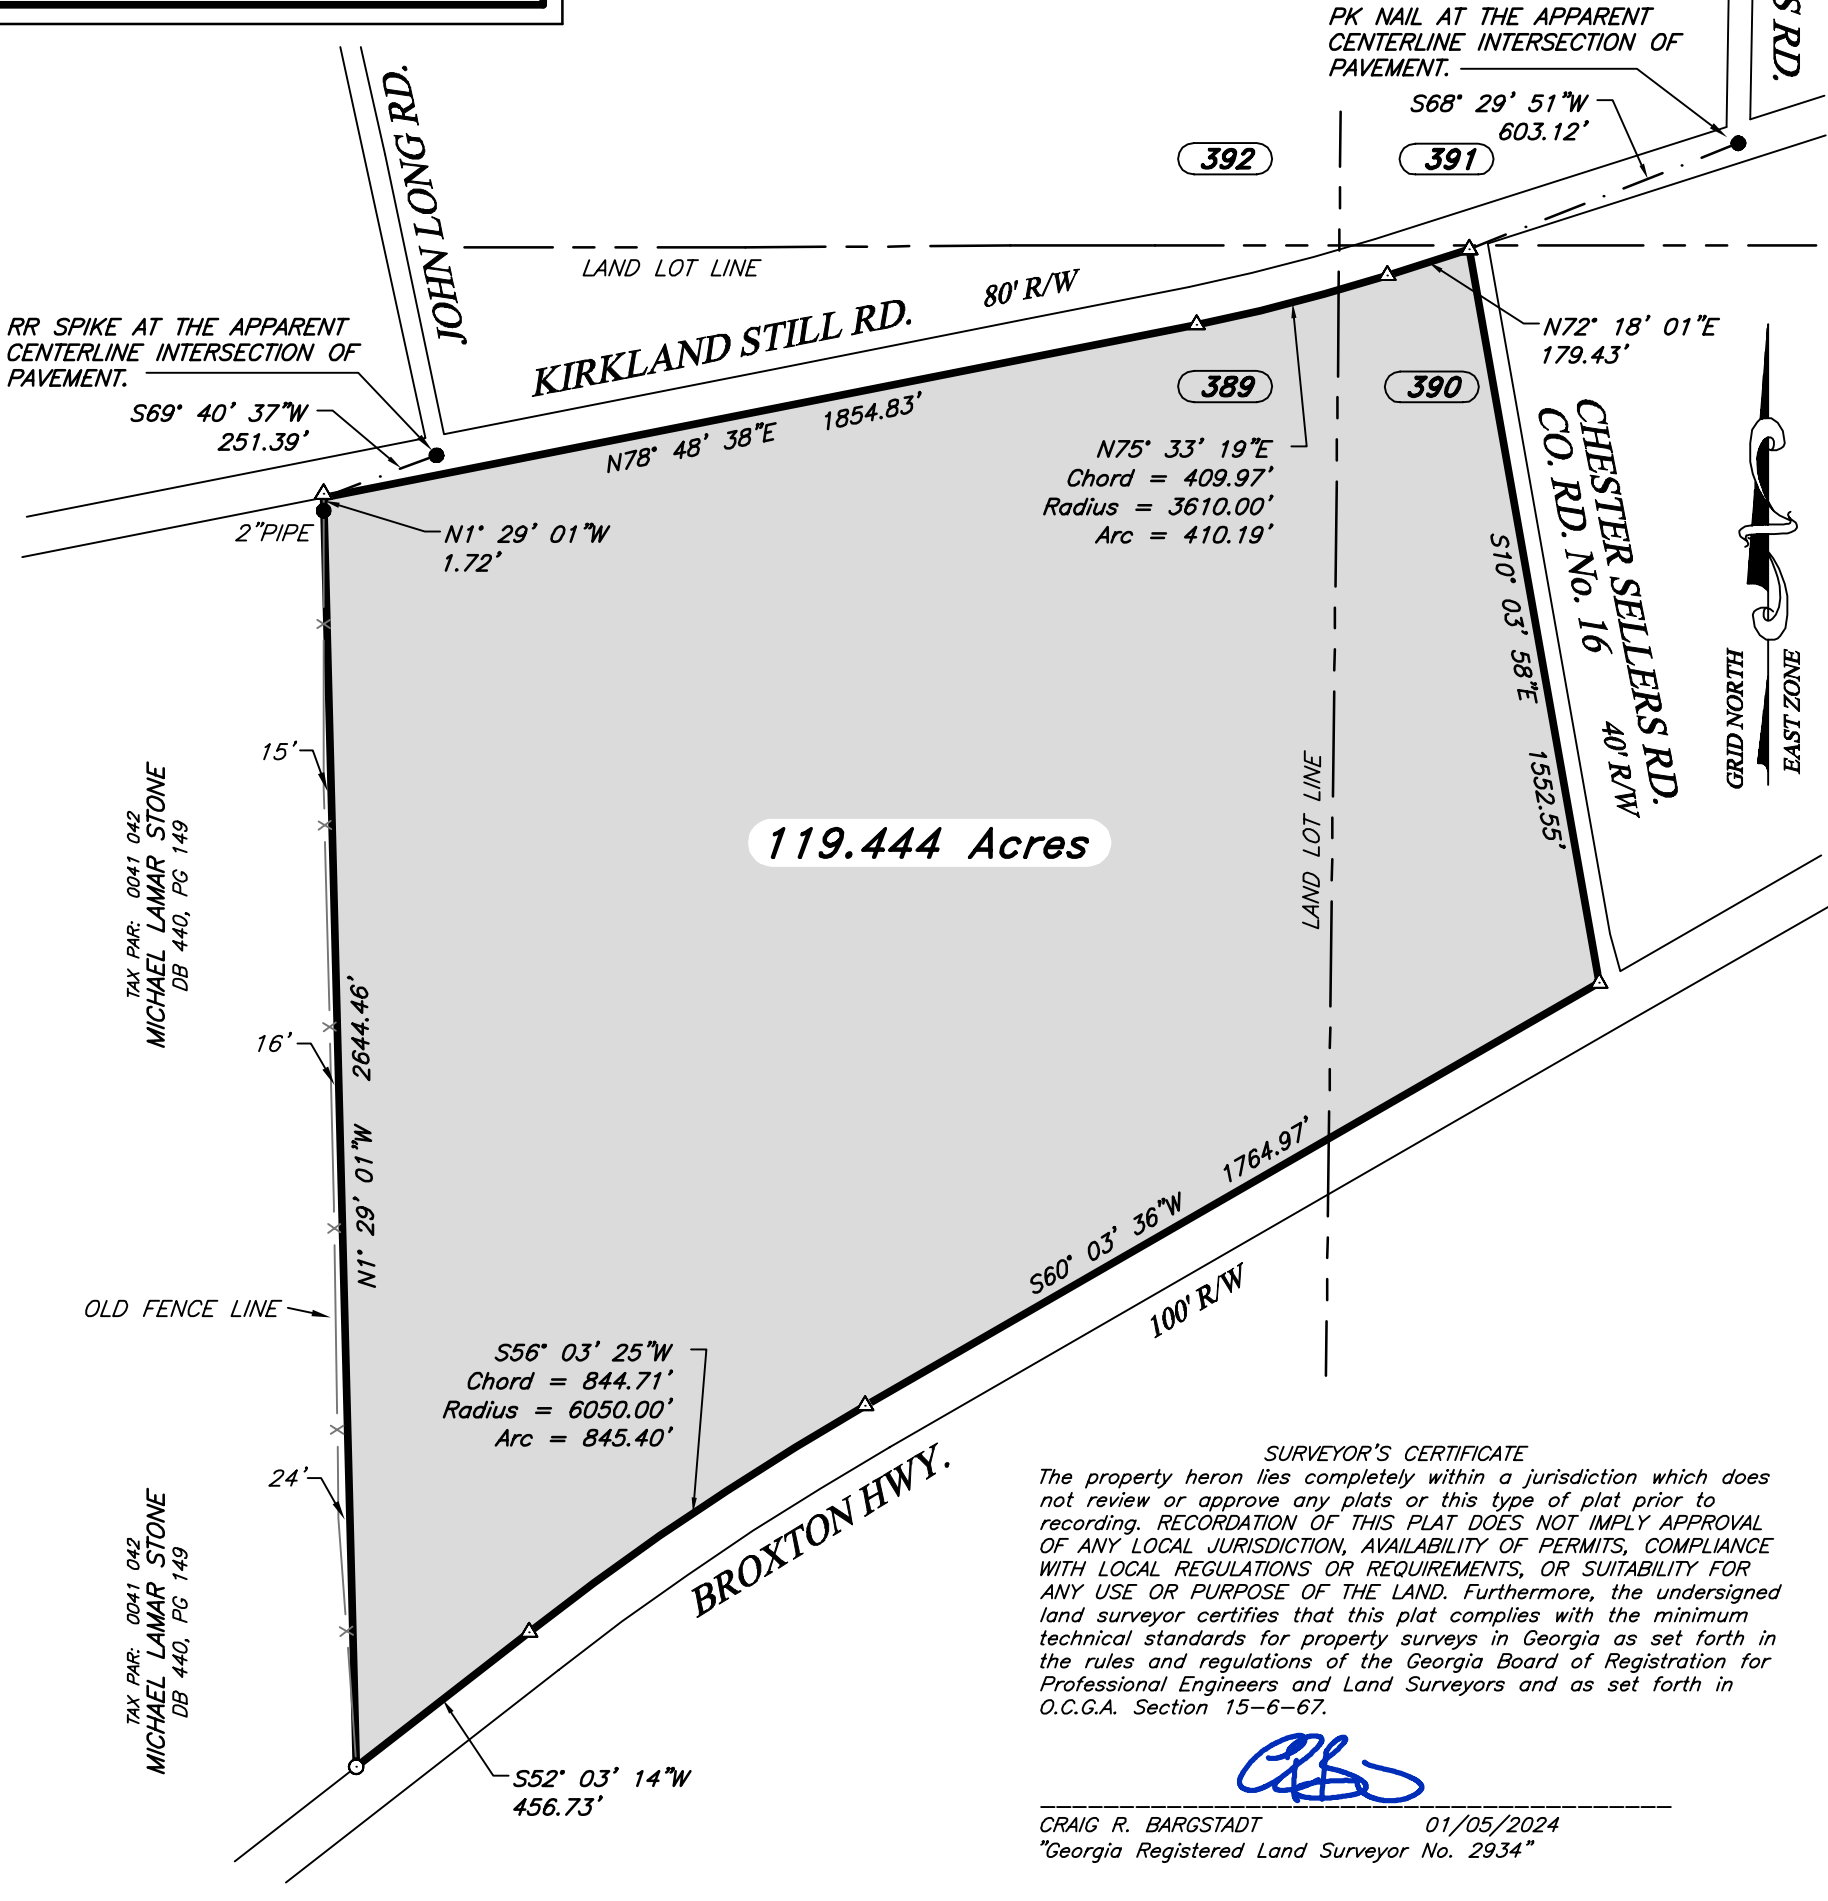 PK NAIL AT THE APPARENT
CENTERLINE INTERSECTION OF
PAVEMENT.
S RD.
S68° 29' 51"W
603.12'
JOHN LONG RD.
392
391
LAND LOT LINE
80' R/W
KIRKLAND STILL RD.
RR SPIKE AT THE APPARENT
CENTERLINE INTERSECTION OF
PAVEMENT.
S69° 40' 37"W
251.39'
N72° 18' 01"E
179.43'
389
390
N78° 48' 38"E 1854.83'
N75° 33' 19"E
Chord = 409.97'
Radius = 3610.00'
Arc = 410.19'
2"PIPE
N1° 29' 01"W
1.72'
CHESTER SELLERS RD.
CO. RD. No. 16 40' R/W
S10° 03' 58"E 1552.55'
GRID NORTH
EAST ZONE
15'
TAX PAR: 0041 042
MICHAEL LAMAR STONE
DB 440, PG 149
119.444 Acres
LAND LOT LINE
16'
N1° 29' 01"W 2644.46'
OLD FENCE LINE
S60° 03' 36"W 1764.97'
100' R/W
S56° 03' 25"W
Chord = 844.71'
Radius = 6050.00'
Arc = 845.40'
24'
BROXTON HWY.
TAX PAR: 0041 042
MICHAEL LAMAR STONE
DB 440, PG 149
S52° 03' 14"W
456.73'
SURVEYOR'S CERTIFICATE
The property heron lies completely within a jurisdiction which does
not review or approve any plats or this type of plat prior to
recording. RECORDATION OF THIS PLAT DOES NOT IMPLY APPROVAL
OF ANY LOCAL JURISDICTION, AVAILABILITY OF PERMITS, COMPLIANCE
WITH LOCAL REGULATIONS OR REQUIREMENTS, OR SUITABILITY FOR
ANY USE OR PURPOSE OF THE LAND. Furthermore, the undersigned
land surveyor certifies that this plat complies with the minimum
technical standards for property surveys in Georgia as set forth in
the rules and regulations of the Georgia Board of Registration for
Professional Engineers and Land Surveyors and as set forth in
O.C.G.A. Section 15-6-67.
CRAIG R. BARGSTADT 01/05/2024
"Georgia Registered Land Surveyor No. 2934"